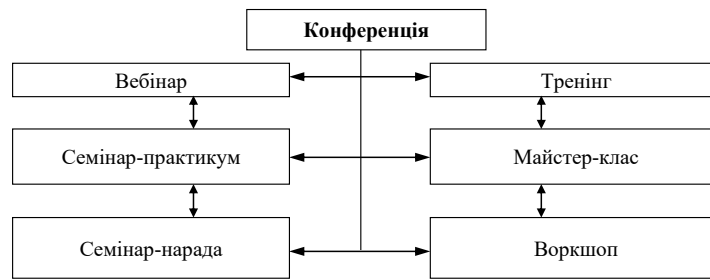 Конференція
Вебінар
Тренінг
Семінар-практикум
Майстер-клас
Семінар-нарада
Воркшоп